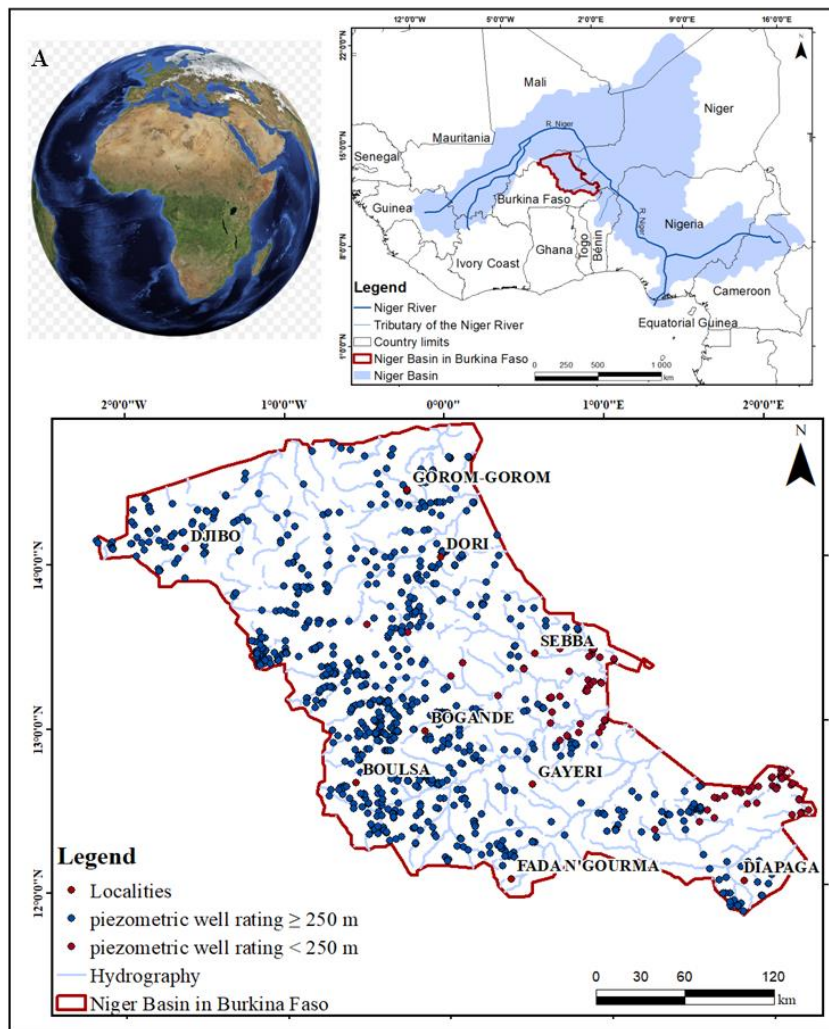 A
12°0'0"W
5°0'0"W
2°0'0"E
9°0'0"E
16°0'0"E
22°0'0"N
15°0'0"N
8°0'0"N
1°0'0"N
N
Mali
Niger
Mauritania
R. Niger
Senegal
Burkina Faso
Guinea
Nigeria
R. Niger
Ghana
Togo
Bénin
Ivory Coast
Cameroon
Equatorial Guinea
Legend
Niger River
Tributary of the Niger River
Country limits
Niger Basin in Burkina Faso
Niger Basin
0 250 500 1 000
km
2°0'0"W
1°0'0"W
0°0'0"
1°0'0"E
2°0'0"E
N
14°0'0"N
13°0'0"N
12°0'0"N
GOROM-GOROM
DJIBO
DORI
SEBBA
BOGANDE
BOULSA
GAYERI
FADA N'GOURMA
DÎAPAGA
Legend
Localities
piezometric well rating ≥ 250 m
piezometric well rating < 250 m
Hydrography
Niger Basin in Burkina Faso
0 30 60 120
km